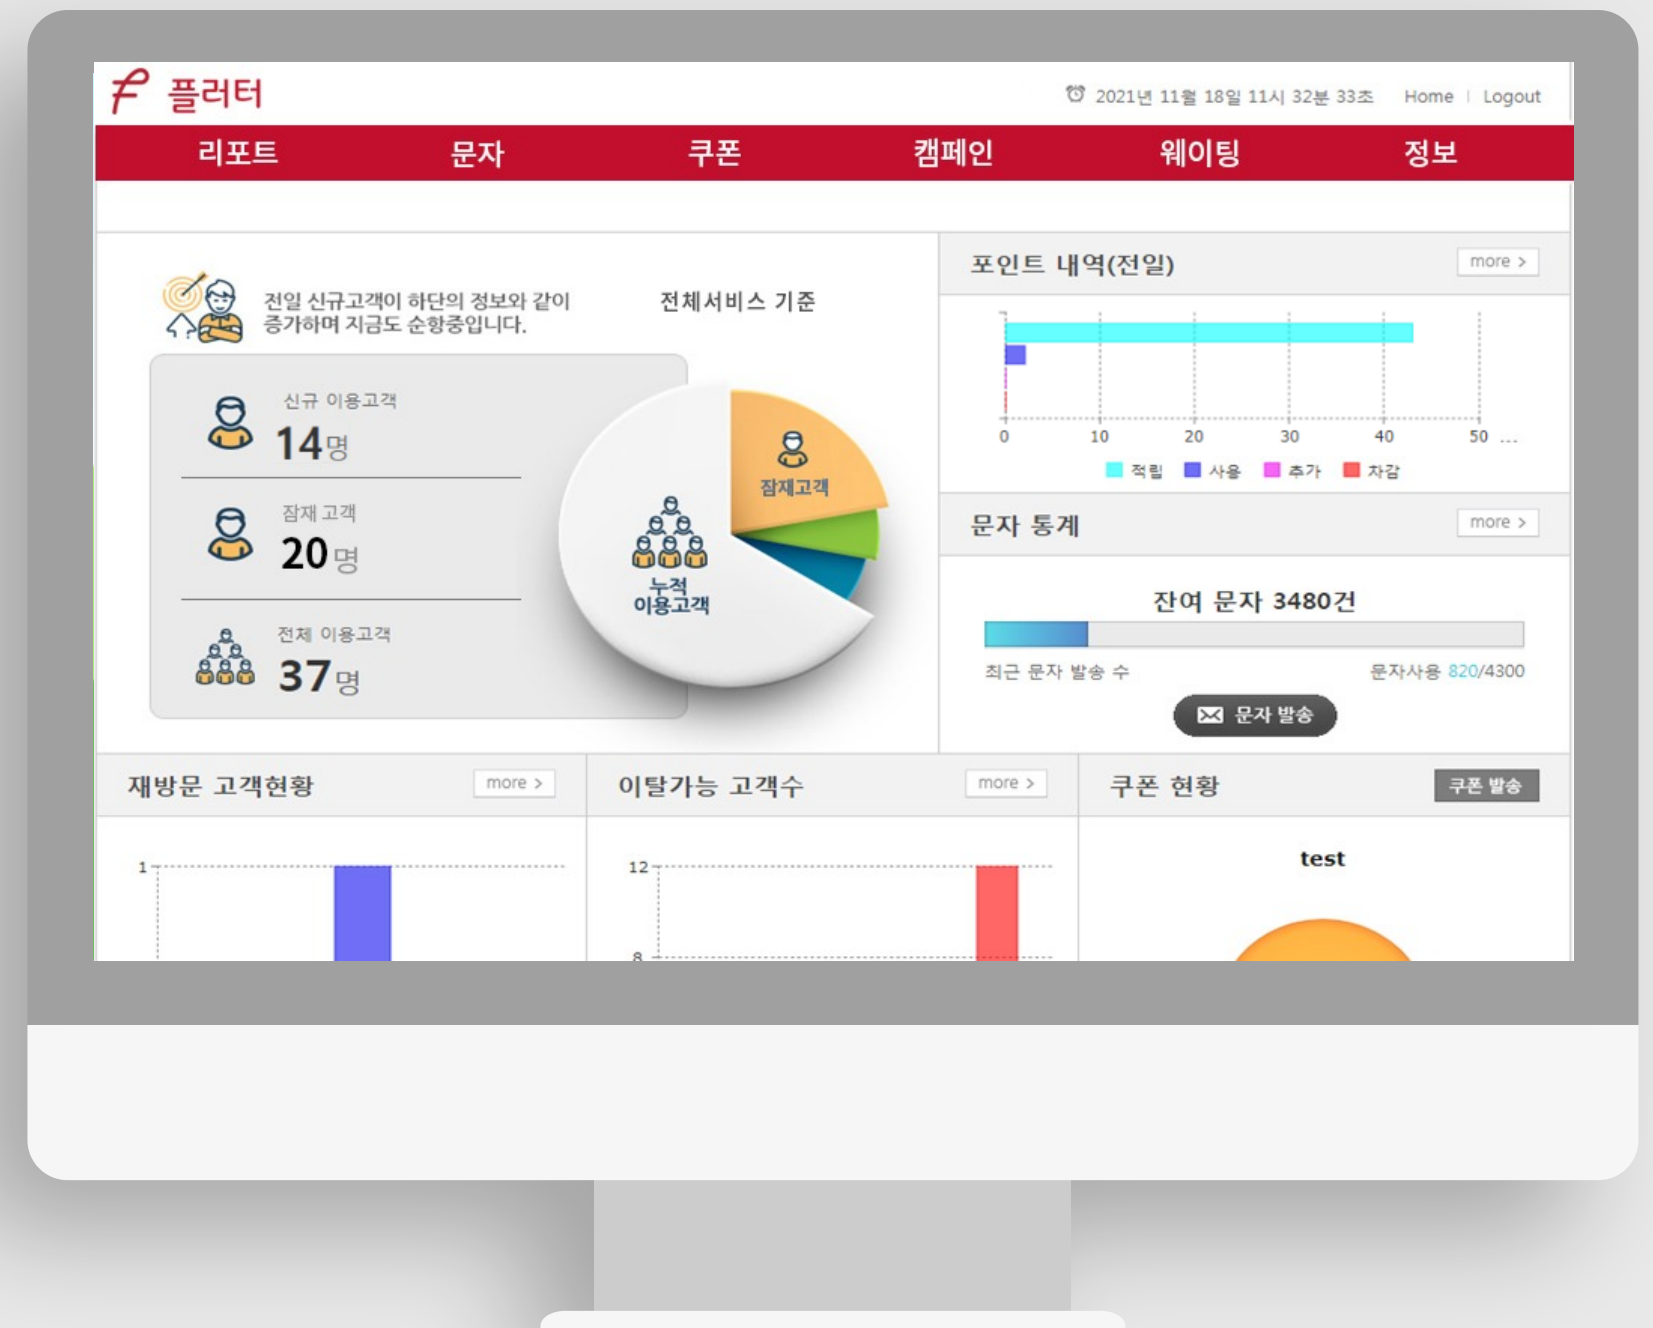 플러터
2021년 11월 18일 11시 32분 33초 Home | Logout
리포트 문자 쿠폰 캠페인 웨이팅 정보
전일 신규고객이 하단의 정보와 같이
증가하며 지금도 순항중입니다.
전체서비스 기준
신규 이용고객
14명
잠재 고객
20명
전체 이용고객
37명
잠재고객
누적
이용고객
포인트 내역(전일) more >
0 10 20 30 40 50 ...
적립 사용 추가 차감
문자 통계 more >
잔여 문자 3480건
최근 문자 발송 수 문자사용 820/4300
문자 발송
재방문 고객현황 more >
1
이탈가능 고객수 more >
12
8
쿠폰 현황 쿠폰 발송
test